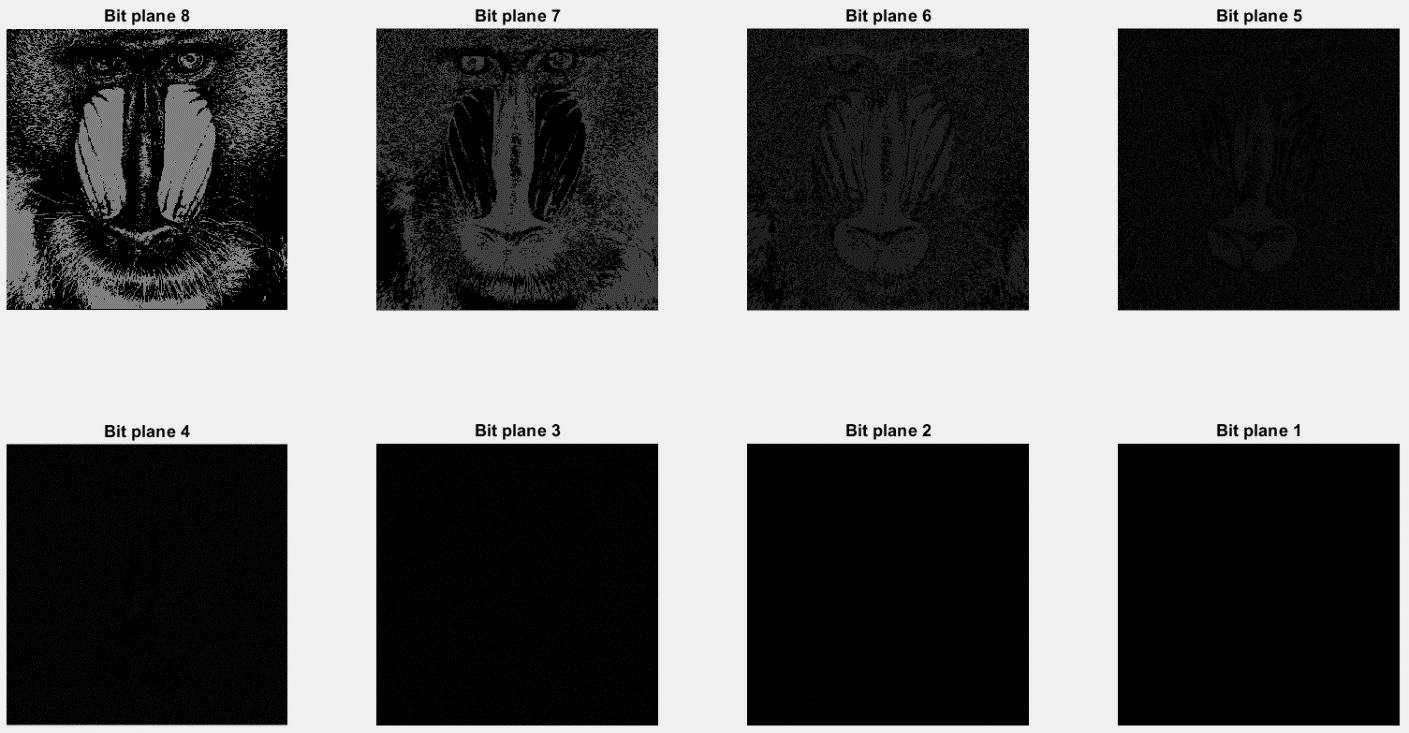 Bit plane 8
Bit plane 7
Bit plane 6
Bit plane 5
Bit plane 4
Bit plane 3
Bit plane 2
Bit plane 1